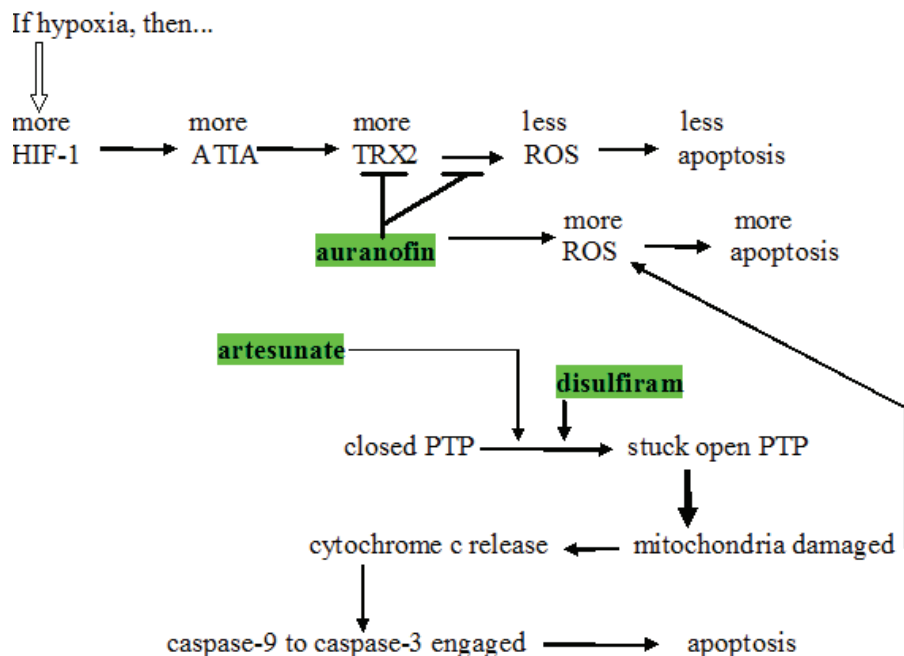 If hypoxia, then...
more more more less less
HIF-1 ATIA TRX2 ROS apoptosis
more more
auranofin ROS apoptosis
artesunate
disulfiram
closed PTP stuck open PTP
cytochrome c release mitochondria damaged
caspase-9 to caspase-3 engaged apoptosis